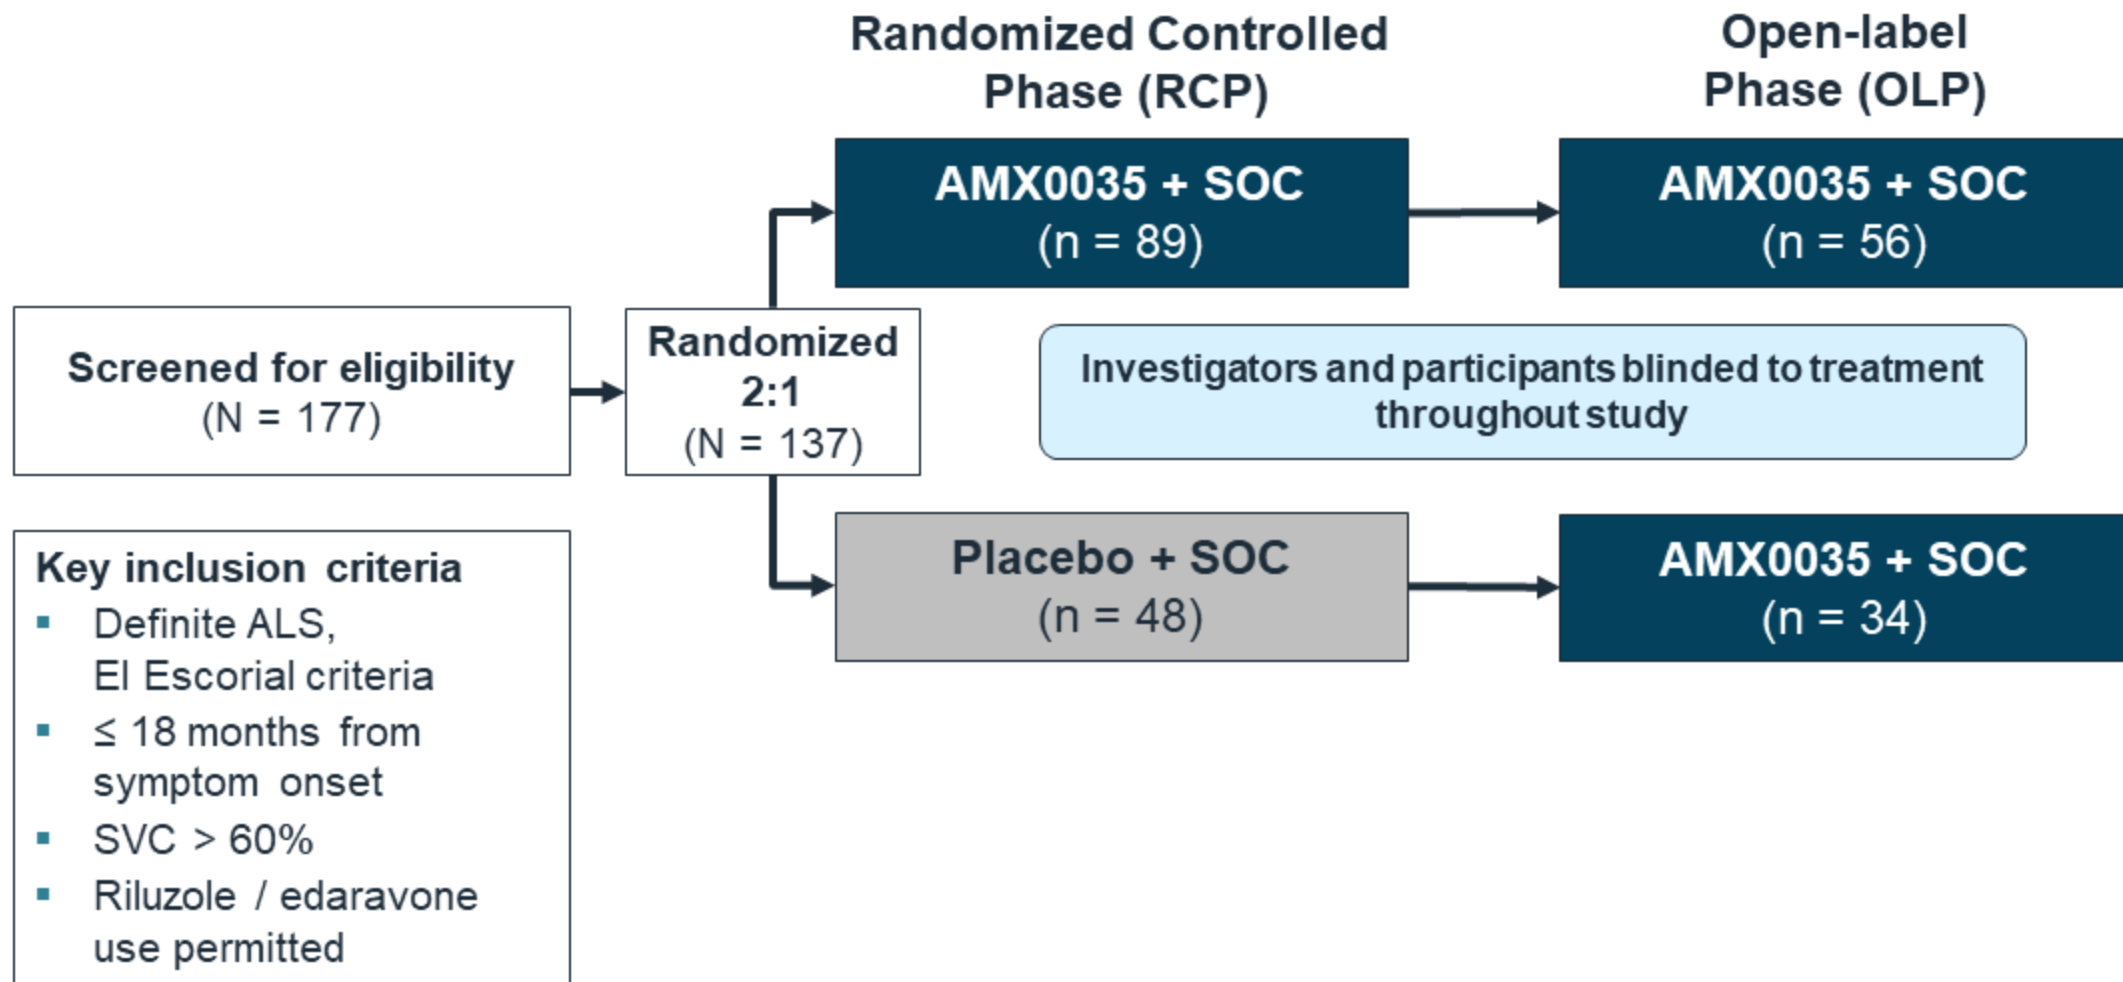 Randomized Controlled
Phase (RCP)
Open-label
Phase (OLP)
AMX0035 + SOC
(n = 89)
AMX0035 + SOC
(n = 56)
Screened for eligibility
(N = 177)
Randomized
2:1
(N = 137)
Investigators and participants blinded to treatment
throughout study
Placebo + SOC
(n = 48)
AMX0035 + SOC
(n = 34)
Key inclusion criteria
▪ Definite ALS,
El Escorial criteria
▪ ≤ 18 months from
symptom onset
▪ SVC > 60%
▪ Riluzole / edaravone
use permitted